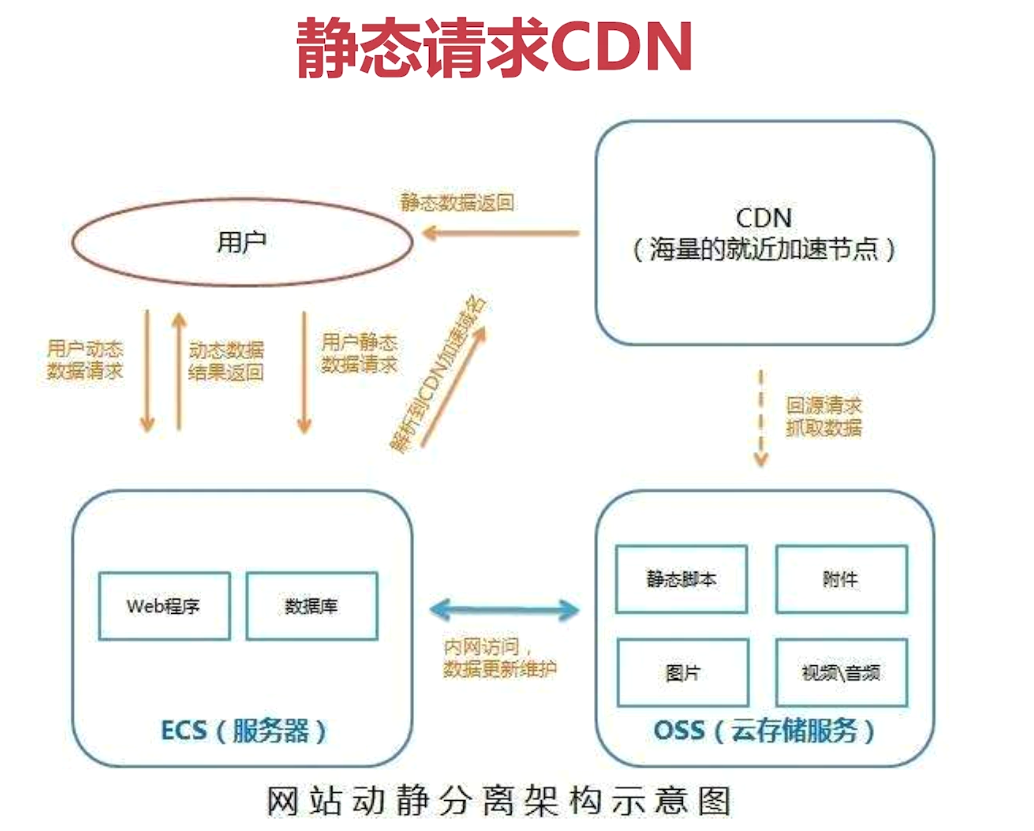 静态请求CDN
静态数据返回
CDN
（海量的就近加速节点）
用户
用户动态
数据请求
动态数据
结果返回
用户静态
数据请求
解析到CDN加速域名
回源请求
抓取数据
Web程序
数据库
ECS（服务器）
内网访问，
数据更新维护
静态脚本
附件
图片
视频\音频
OSS（云存储服务）
网站动静分离架构示意图